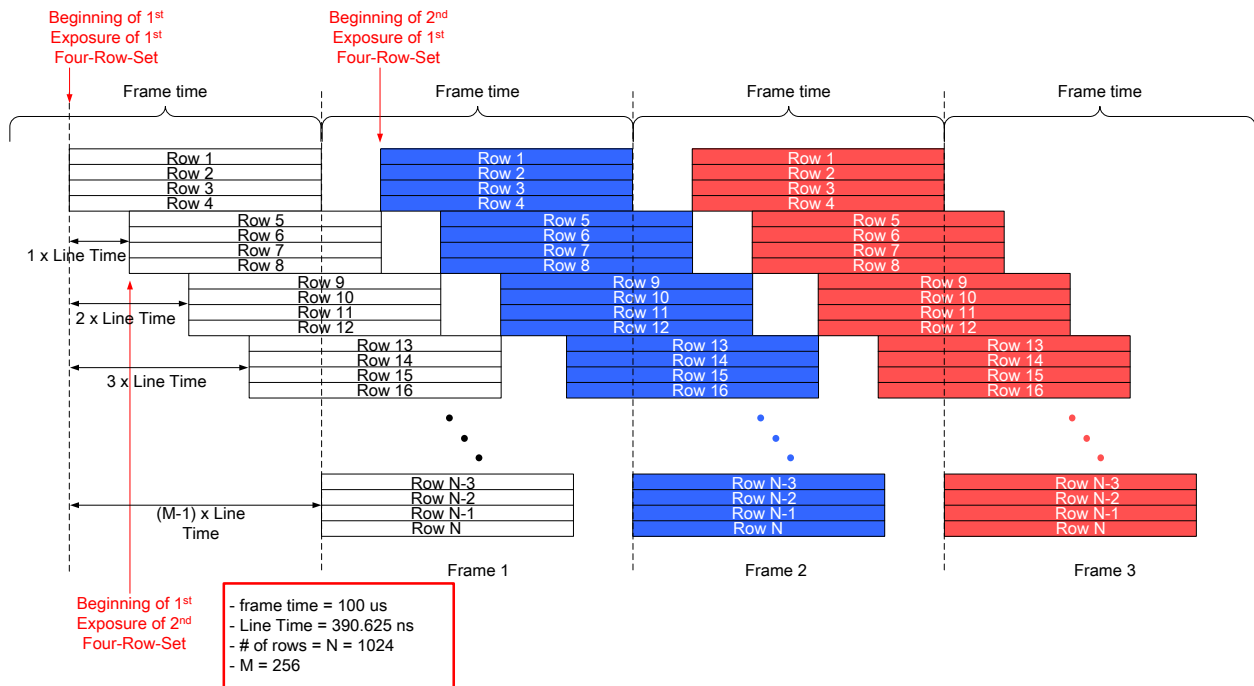 Beginning of 1st
Exposure of 1st
Four-Row-Set
Beginning of 2nd
Exposure of 1st
Four-Row-Set
Frame time
Frame time
Frame time
Frame time
Row 1
Row 2
Row 3
Row 4
Row 1
Row 2
Row 3
Row 4
Row 1
Row 2
Row 3
Row 4
1 x Line Time
Row 5
Row 6
Row 7
Row 8
Row 5
Row 6
Row 7
Row 8
Row 5
Row 6
Row 7
Row 8
2 x Line Time
Row 9
Row 10
Row 11
Row 12
Row 9
Row 10
Row 11
Row 12
Row 9
Row 10
Row 11
Row 12
3 x Line Time
Row 13
Row 14
Row 15
Row 16
Row 13
Row 14
Row 15
Row 16
Row 13
Row 14
Row 15
Row 16
(M-1) x Line
Time
Row N-3
Row N-2
Row N-1
Row N
Row N-3
Row N-2
Row N-1
Row N
Row N-3
Row N-2
Row N-1
Row N
Frame 1
Frame 2
Frame 3
Beginning of 1st
Exposure of 2nd
Four-Row-Set
- frame time = 100 us
- Line Time = 390.625 ns
- # of rows = N = 1024
- M = 256